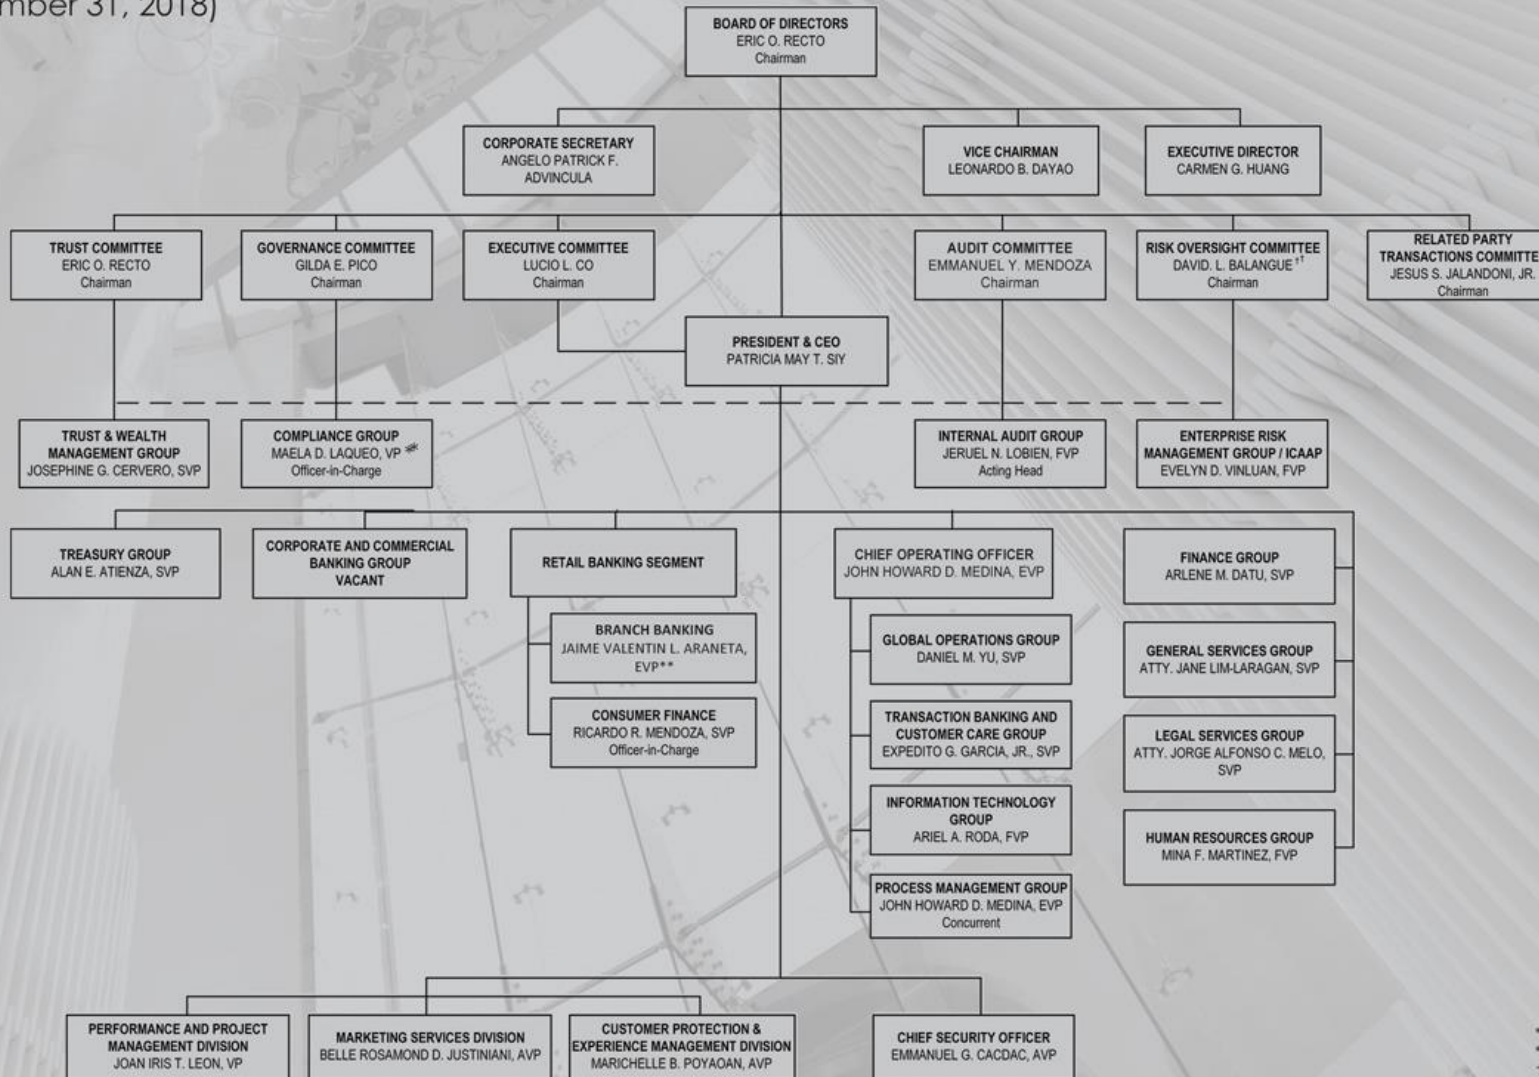 mber 31, 2018)
BOARD OF DIRECTORS
ERIC O. RECTO
Chairman
CORPORATE SECRETARY
ANGELO PATRICK F.
ADVINCULA
VICE CHAIRMAN
LEONARDO B. DAYAO
EXECUTIVE DIRECTOR
CARMEN G. HUANG
TRUST COMMITTEE
ERIC O. RECTO
Chairman
GOVERNANCE COMMITTEE
GILDA E. PICO
Chairman
EXECUTIVE COMMITTEE
LUCIO L. CO
Chairman
AUDIT COMMITTEE
EMMANUEL Y. MENDOZA
Chairman
RISK OVERSIGHT COMMITTEE
DAVID. L. BALANGUE ††
Chairman
RELATED PARTY
TRANSACTIONS COMMITTE
JESUS S. JALANDONI, JR.
Chairman
PRESIDENT & CEO
PATRICIA MAY T. SIY
TRUST & WEALTH
MANAGEMENT GROUP
JOSEPHINE G. CERVERO, SVP
COMPLIANCE GROUP
MAELA D. LAQUEO, VP
Officer-in-Charge
INTERNAL AUDIT GROUP
JERUEL N. LOBIEN, FVP
Acting Head
ENTERPRISE RISK
MANAGEMENT GROUP / ICAAP
EVELYN D. VINLUAN, FVP
TREASURY GROUP
ALAN E. ATIENZA, SVP
CORPORATE AND COMMERCIAL
BANKING GROUP
VACANT
RETAIL BANKING SEGMENT
BRANCH BANKING
JAIME VALENTIN L. ARANETA,
EVP**
CONSUMER FINANCE
RICARDO R. MENDOZA, SVP
Officer-in-Charge
CHIEF OPERATING OFFICER
JOHN HOWARD D. MEDINA, EVP
GLOBAL OPERATIONS GROUP
DANIEL M. YU, SVP
TRANSACTION BANKING AND
CUSTOMER CARE GROUP
EXPEDITO G. GARCIA, JR., SVP
INFORMATION TECHNOLOGY
GROUP
ARIEL A. RODA, FVP
PROCESS MANAGEMENT GROUP
JOHN HOWARD D. MEDINA, EVP
Concurrent
FINANCE GROUP
ARLENE M. DATU, SVP
GENERAL SERVICES GROUP
ATTY. JANE LIM-LARAGAN, SVP
LEGAL SERVICES GROUP
ATTY. JORGE ALFONSO C. MELO,
SVP
HUMAN RESOURCES GROUP
MINA F. MARTINEZ, FVP
PERFORMANCE AND PROJECT
MANAGEMENT DIVISION
JOAN IRIS T. LEON, VP
MARKETING SERVICES DIVISION
BELLE ROSAMOND D. JUSTINIANI, AVP
CUSTOMER PROTECTION &
EXPERIENCE MANAGEMENT DIVISION
MARICHELLE B. POYAOAN, AVP
CHIEF SECURITY OFFICER
EMMANUEL G. CACDAC, AVP